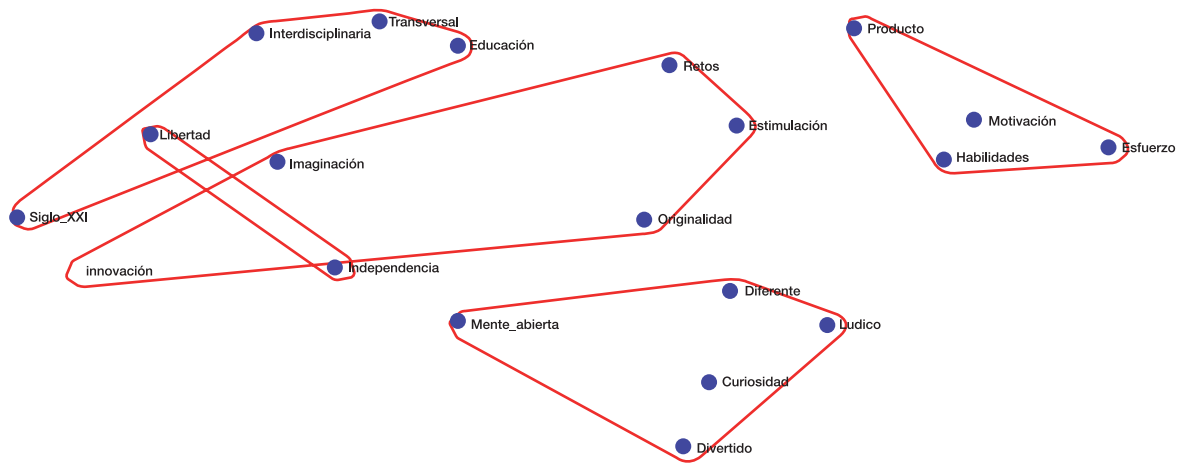 Transversal
Interdisciplinaria
Educación
Producto
Retos
Motivación
Estimulación
Libertad
Esfuerzo
Habilidades
Imaginación
Siglo_XXI
Originalidad
innovación
Independencia
Diferente
Mente_abierta
Ludico
Curiosidad
Divertido